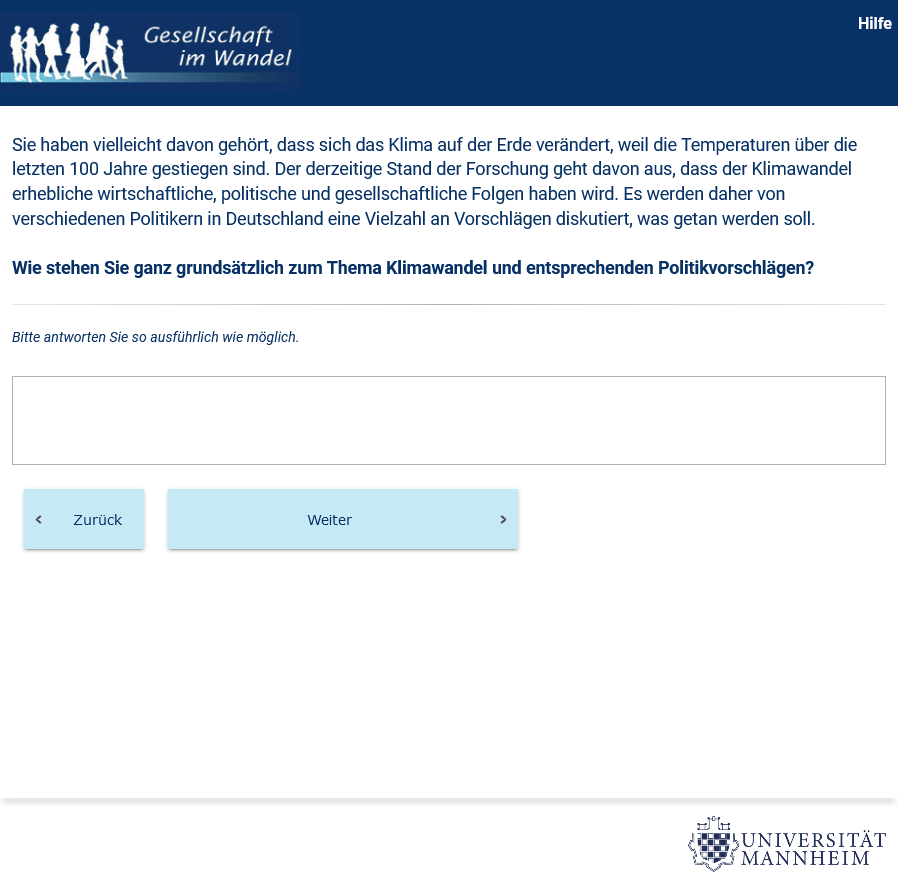 Gesellschaft
im Wandel
Hilfe
Sie haben vielleicht davon gehört, dass sich das Klima auf der Erde verändert, weil die Temperaturen über die
letzten 100 Jahre gestiegen sind. Der derzeitige Stand der Forschung geht davon aus, dass der Klimawandel
erhebliche wirtschaftliche, politische und gesellschaftliche Folgen haben wird. Es werden daher von
verschiedenen Politikern in Deutschland eine Vielzahl an Vorschlägen diskutiert, was getan werden soll.
Wie stehen Sie ganz grundsätzlich zum Thema Klimawandel und entsprechenden Politikvorschlägen?
Bitte antworten Sie so ausführlich wie möglich.
Zurück
Weiter
UNIVERSITÄT
MANNHEIM